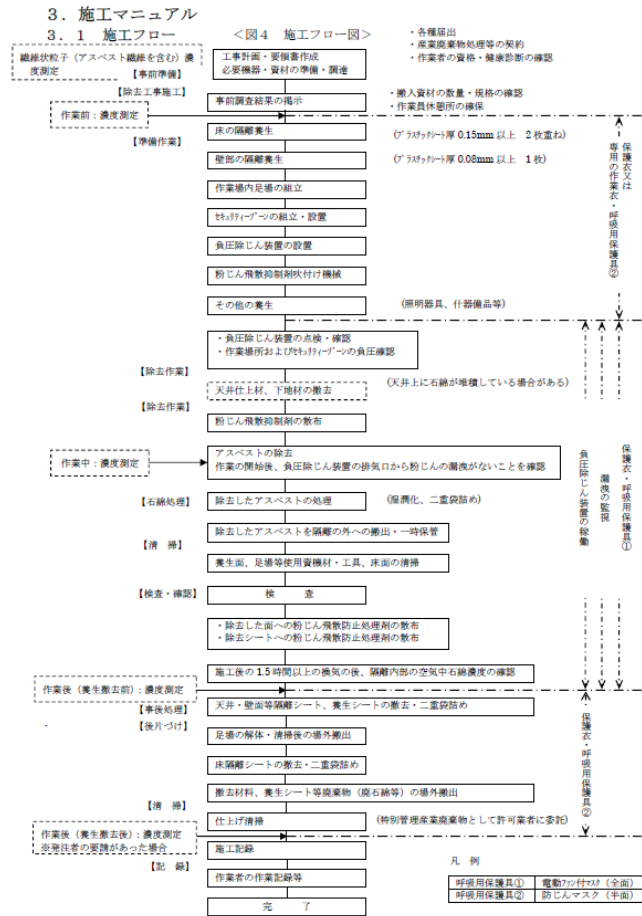 3．施工マニュアル
3．1　施工フロー
＜図4　施工フロー図＞
・各種届出
・産業廃棄物処理等の契約
・作業者の資格・健康診断の確認
繊維状粒子（アスベスト繊維を含む）濃
度測定
工事計画・要領書作成
必要機器・資材の準備・調達
【事前準備】
【除去工事施工】
事前調査結果の掲示
・搬入資材の数量・規格の確認
・作業員休憩所の確保
作業前：濃度測定
床の隔離養生
(ﾌﾟﾗｽﾁｯｸｼｰﾄ厚 0.15mm 以上　2 枚重ね)
【準備作業】
壁部の隔離養生
(ﾌﾟﾗｽﾁｯｸｼｰﾄ厚 0.08mm 以上　1 枚)
作業場内足場の組立
ｾｷｭﾘﾃｨｰｿﾞｰﾝの組立・設置
負圧除じん装置の設置
粉じん飛散抑制剤吹付け機械
その他の養生
(照明器具、什器備品等)
保護衣又は
専用の作業衣・呼吸用保護具②
・負圧除じん装置の点検・確認
・作業場所およびｾｷｭﾘﾃｨｰｿﾞｰﾝの負圧確認
【除去作業】
天井仕上材、下地材の撤去
(天井上に石綿が堆積している場合がある)
【除去作業】
粉じん飛散抑制剤の散布
作業中：濃度測定
アスベストの除去
作業の開始後、負圧除じん装置の排気口から粉じんの漏洩がないことを確認
【石綿処理】
除去したアスベストの処理
(湿潤化、二重袋詰め)
除去したアスベストを隔離の外への搬出・一時保管
【清　掃】
養生面、足場等使用資機材・工具、床面の清掃
【検査・確認】
検　　査
・除去した面への粉じん飛散防止処理剤の散布
・除去シートへの粉じん飛散防止処理剤の散布
保護衣・呼吸用保護具①
漏洩の監視
負圧除じん装置の稼働
施工後の 1.5 時間以上の換気の後、隔離内部の空気中石綿濃度の確認
作業後（養生撤去前）：濃度測定
【事後処理】
天井・壁面等隔離シート、養生シートの撤去・二重袋詰め
【後片づけ】
足場の解体・清掃後の場外搬出
床隔離シートの撤去・二重袋詰め
撤去材料、養生シート等廃棄物（廃石綿等）の場外搬出
【清　掃】
仕上げ清掃
(特別管理産業廃棄物として許可業者に委託)
・保護衣・呼吸用保護具②
作業後（養生撤去後）：濃度測定
※発注者の要請があった場合
施工記録
【記　録】
作業者の作業記録等
完　　了
凡　例
呼吸用保護具①　電動ﾌｧﾝ付ﾏｽｸ（全面）
呼吸用保護具②　防じんマスク（半面）